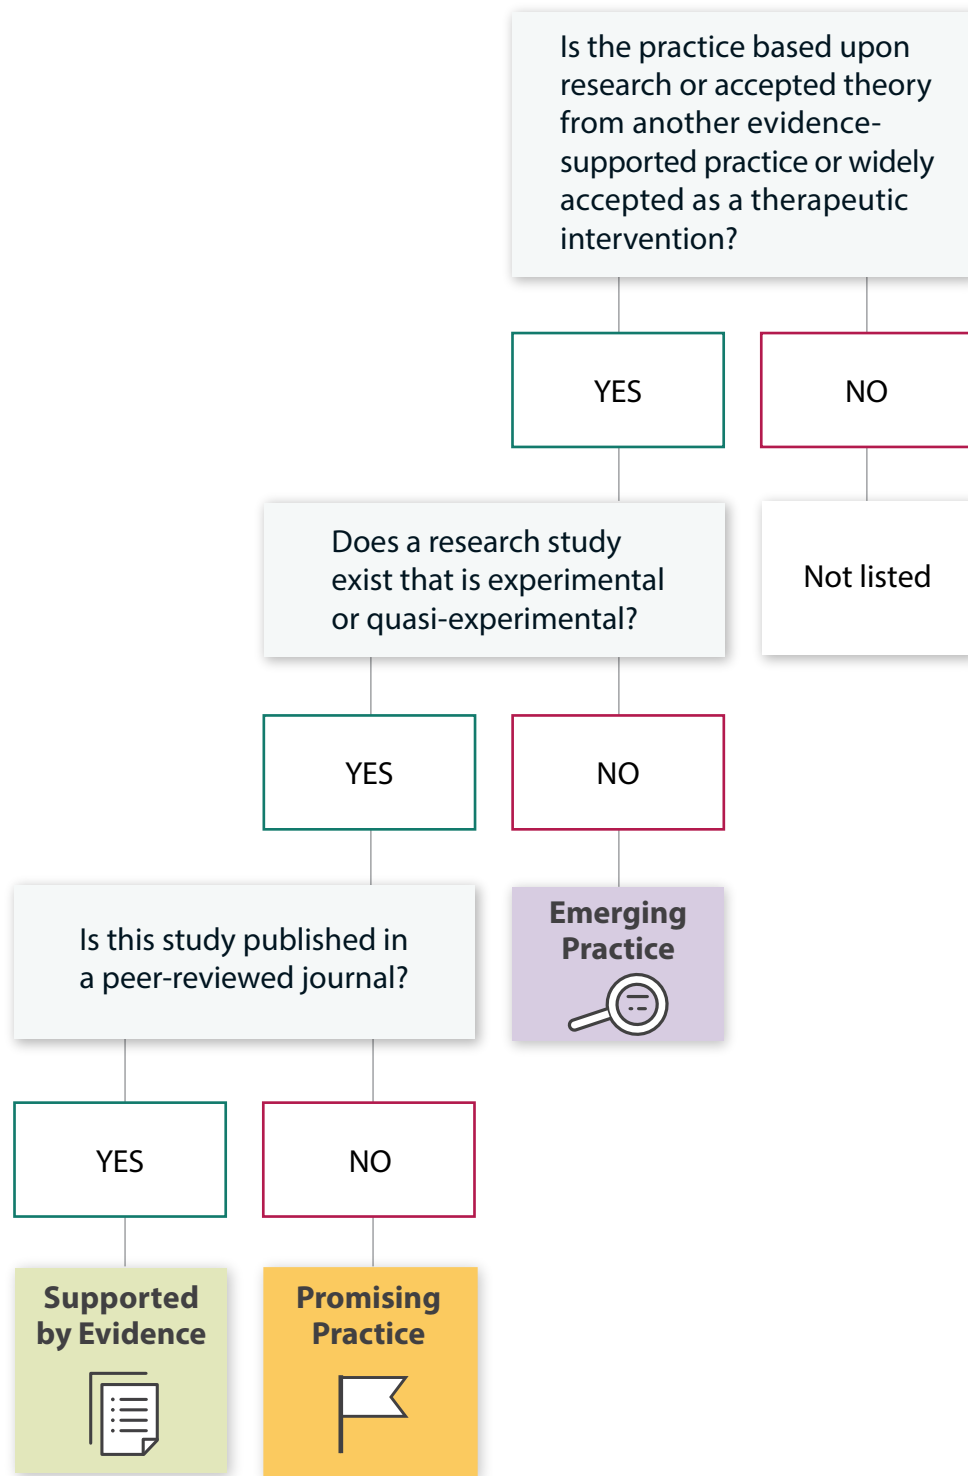 Is the practice based upon
research or accepted theory
from another evidence-
supported practice or widely
accepted as a therapeutic
intervention?
YES
NO
Does a research study
exist that is experimental
or quasi-experimental?
Not listed
YES
NO
Is this study published in
a peer-reviewed journal?
Emerging
Practice
YES
NO
Supported
by Evidence
Promising
Practice